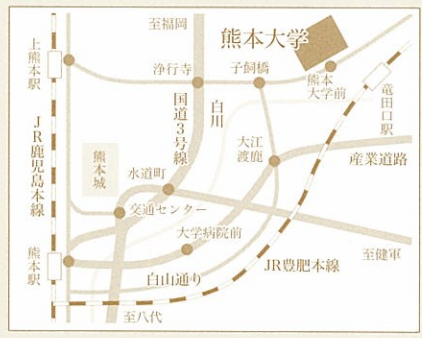 至福岡
熊本大学
上熊本駅
浄行寺
子飼橋
熊本
大学前
竜田口駅
国道3号線
白川
JR鹿児島本線
熊本城
大江
渡鹿
産業道路
水道町
交通センター
大学病院前
熊本駅
白山通り
JR豊肥本線
至健軍
至八代